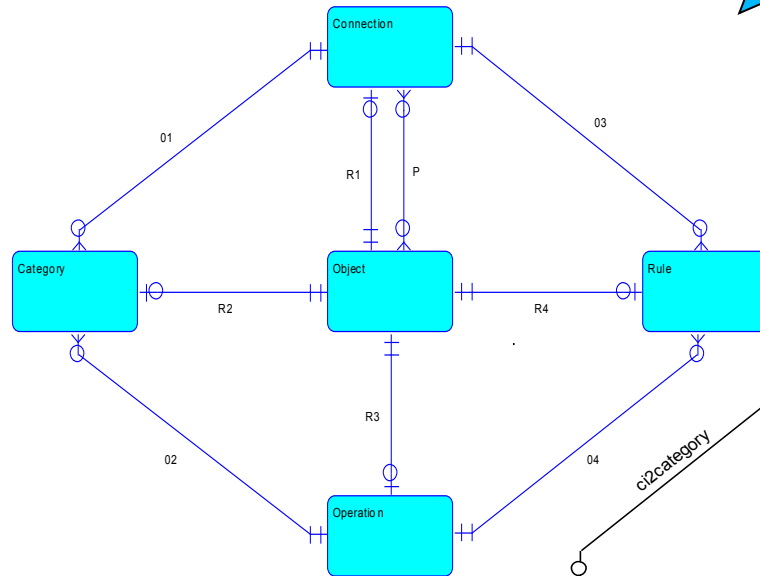 Connection
01
03
R1
P
Category
Object
Rule
R2
R4
R3
02
04
ci2category
Operation